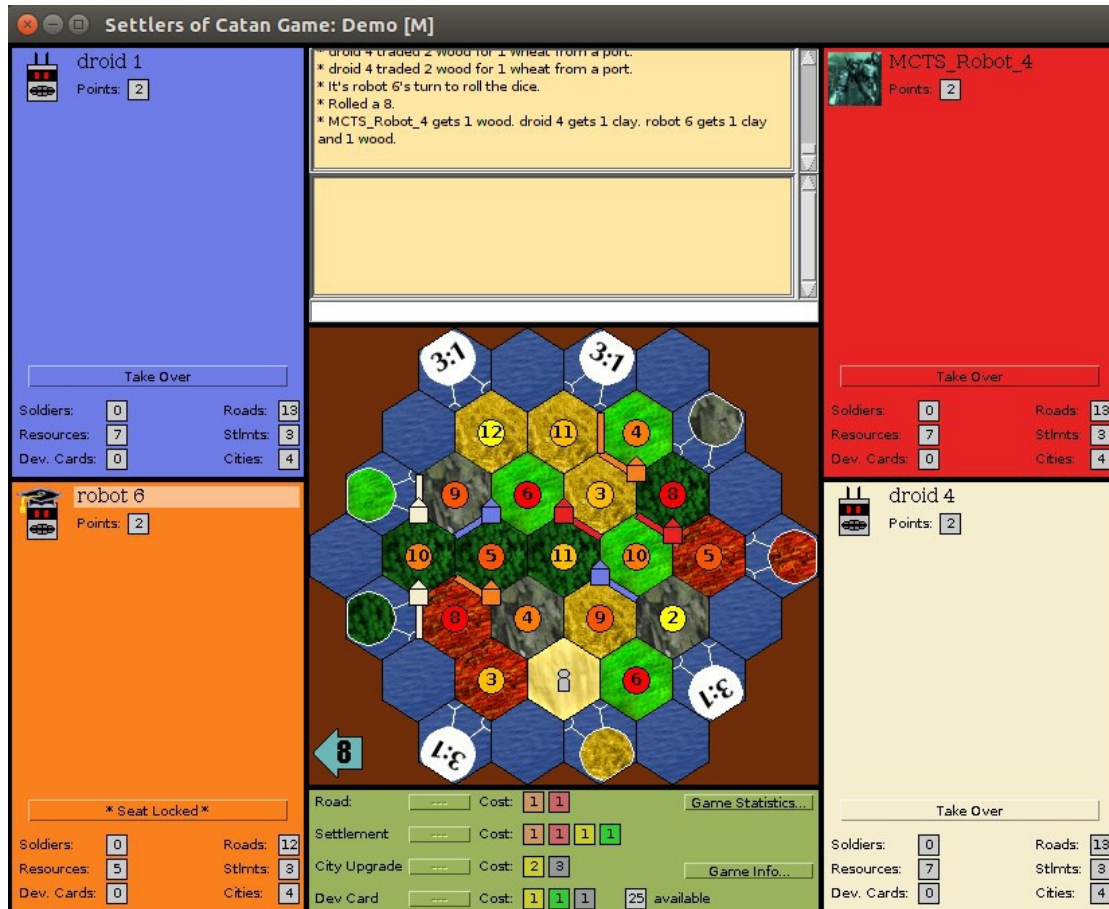 Settlers of Catan Game: Demo [M]
droid 1
Points: 2
Take Over
Soldiers: 0 Roads: 13
Resources: 7 Stlmts: 3
Dev. Cards: 0 Cities: 4
* droid 4 traded 2 wood for 1 wheat from a port.
* droid 4 traded 2 wood for 1 wheat from a port.
* It's robot 6's turn to roll the dice.
* Rolled a 8.
* MCTS_Robot_4 gets 1 wood. droid 4 gets 1 clay. robot 6 gets 1 clay
and 1 wood.
MCTS_Robot_4
Points: 2
Take Over
Soldiers: 0 Roads: 13
Resources: 7 Stlmts: 3
Dev. Cards: 0 Cities: 4
robot 6
Points: 2
* Seat Locked *
Soldiers: 0 Roads: 12
Resources: 5 Stlmts: 3
Dev. Cards: 0 Cities: 4
3:1 3:1
12 11 4
9 6 3 8
10 5 11 10 5
8 4 9 2
3 6
3:1
3:1
8
Road: --- Cost: 1 1 Game Statistics...
Settlement --- Cost: 1 1 1 1
City Upgrade --- Cost: 2 3 Game Info...
Dev Card --- Cost: 1 1 1 25 available
droid 4
Points: 2
Take Over
Soldiers: 0 Roads: 13
Resources: 7 Stlmts: 3
Dev. Cards: 0 Cities: 4